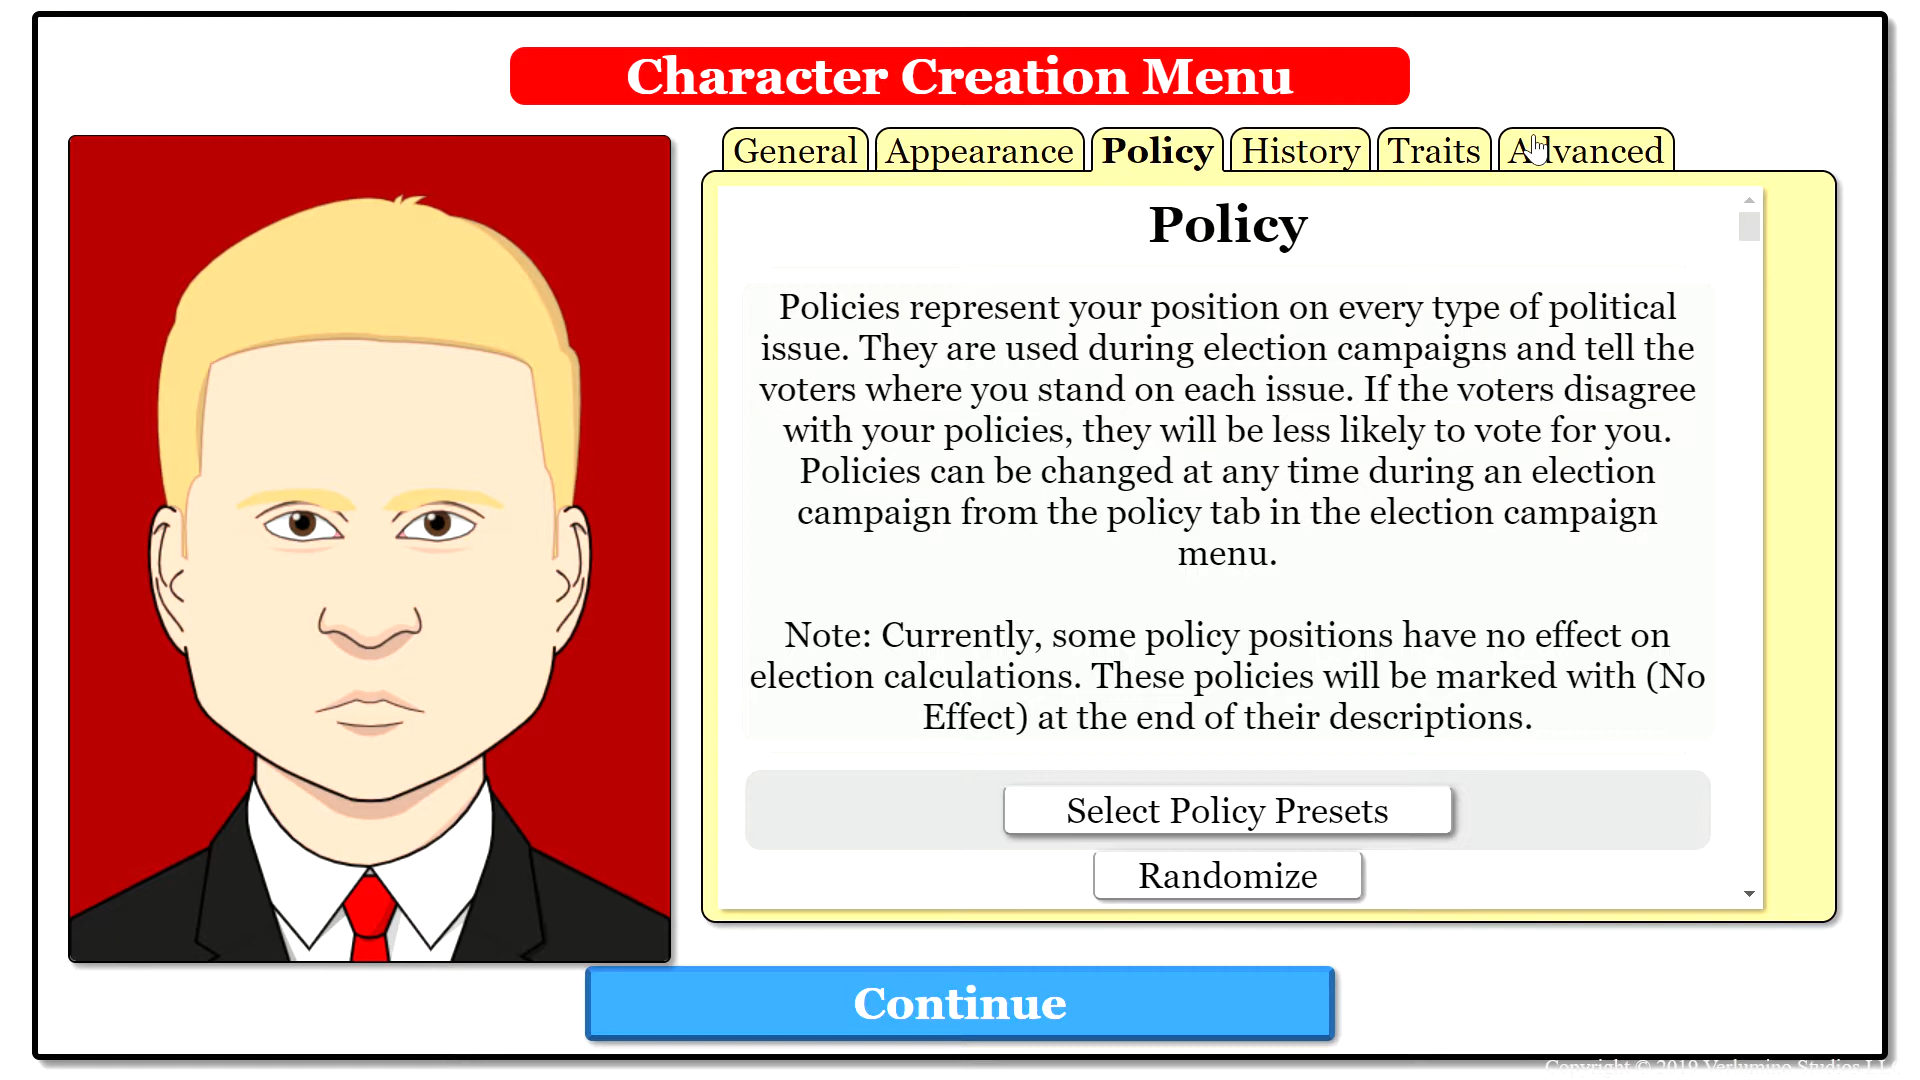 Character Creation Menu
General Appearance Policy History Traits Advanced
Policy
Policies represent your position on every type of political
issue. They are used during election campaigns and tell the
voters where you stand on each issue. If the voters disagree
with your policies, they will be less likely to vote for you.
Policies can be changed at any time during an election
campaign from the policy tab in the election campaign
menu.
Note: Currently, some policy positions have no effect on
election calculations. These policies will be marked with (No
Effect) at the end of their descriptions.
Select Policy Presets
Randomize
Continue
Copyright © 2019 Verlumino Studios